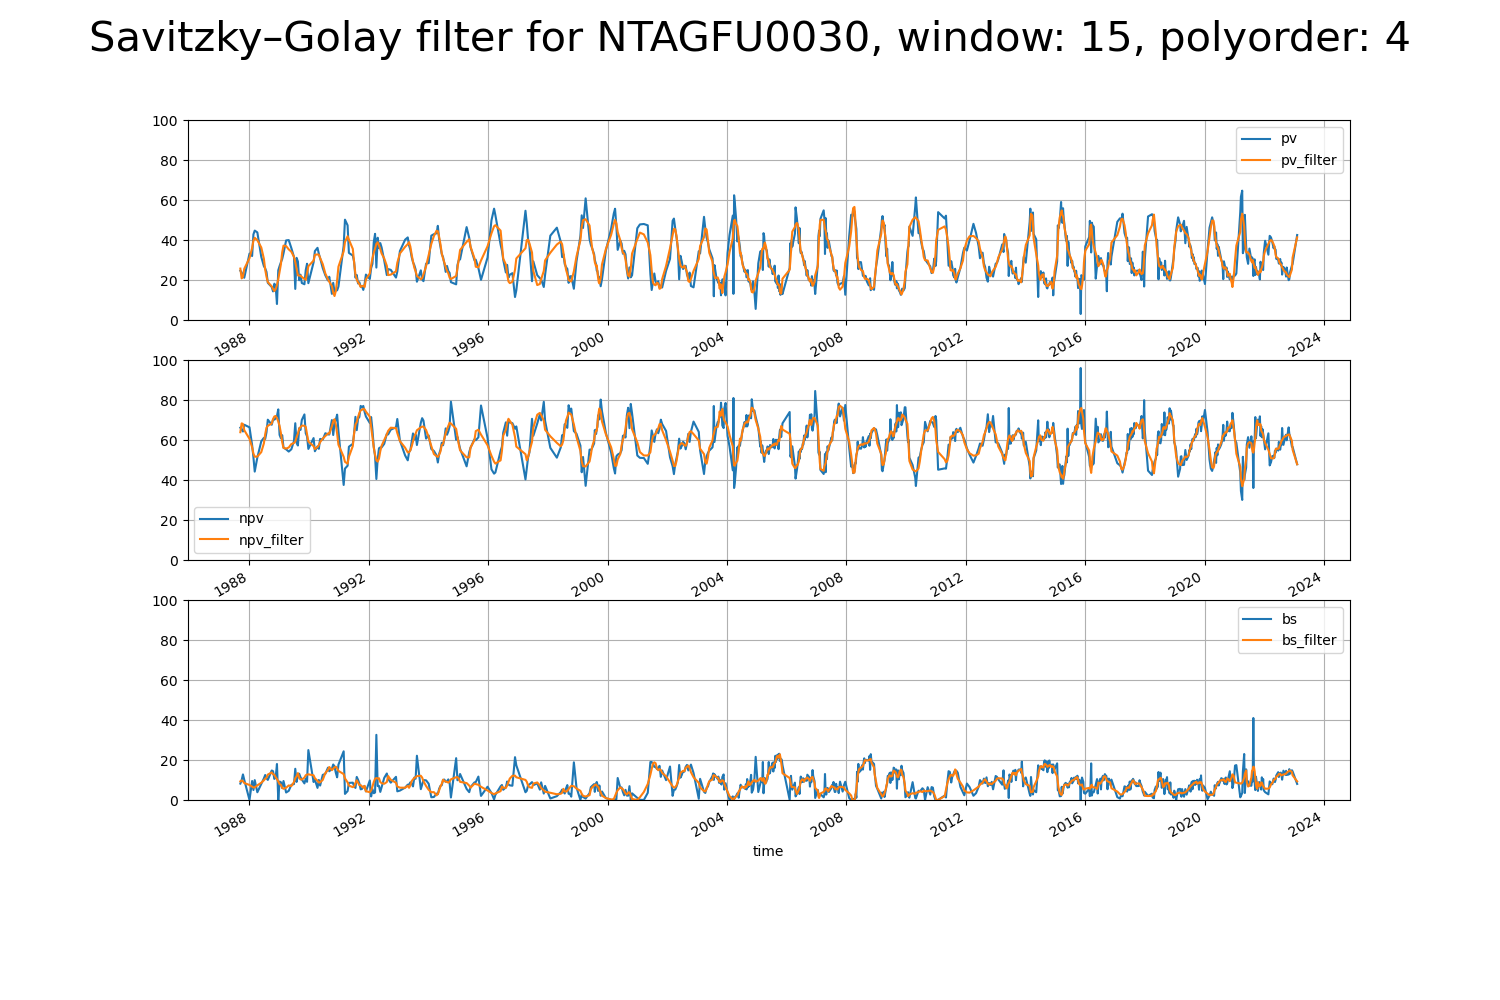 Savitzky–Golay filter for NTAGFU0030, window: 15, polyorder: 4
100
80
60
40
20
0
pv
pv_filter
1988 1992 1996 2000 2004 2008 2012 2016 2020 2024
100
80
60
40
20
0
npv
npv_filter
1988 1992 1996 2000 2004 2008 2012 2016 2020 2024
100
80
60
40
20
0
bs
bs_filter
1988 1992 1996 2000 2004 2008 2012 2016 2020 2024
time